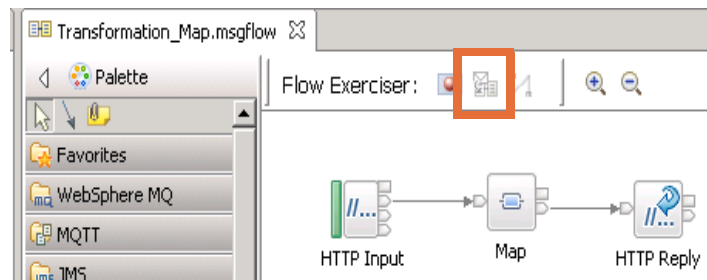 Transformation_Map.msgflow
Palette
Flow Exerciser:
Favorites
WebSphere MQ
MQTT
JMS
HTTP Input
Map
HTTP Reply